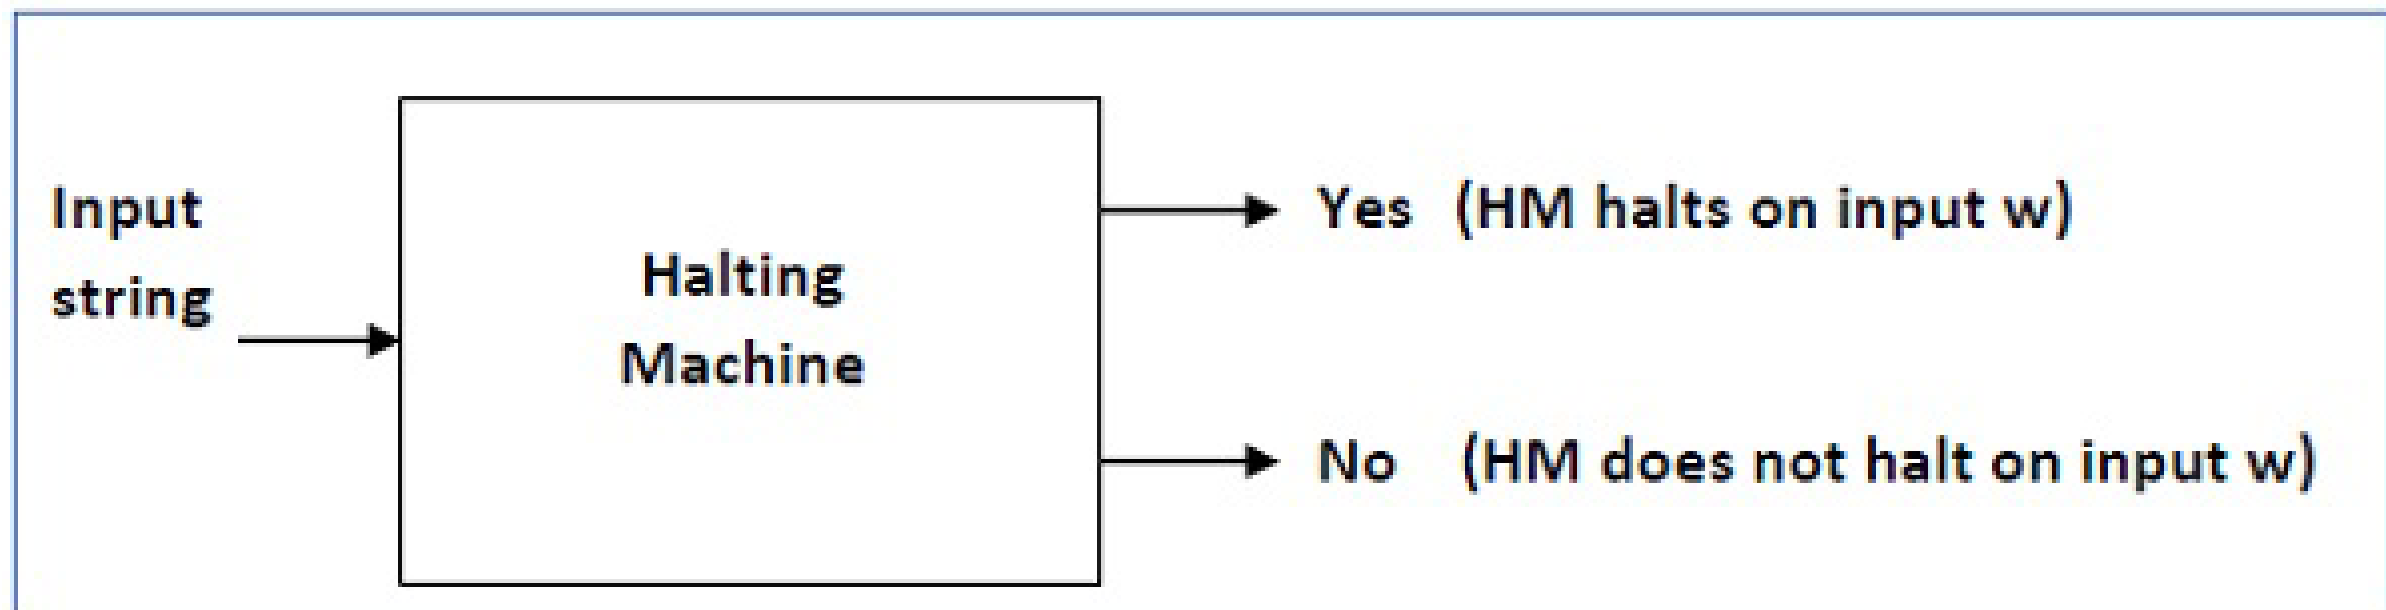 Input
string
Halting
Machine
Yes (HM halts on input w)
No (HM does not halt on input w)